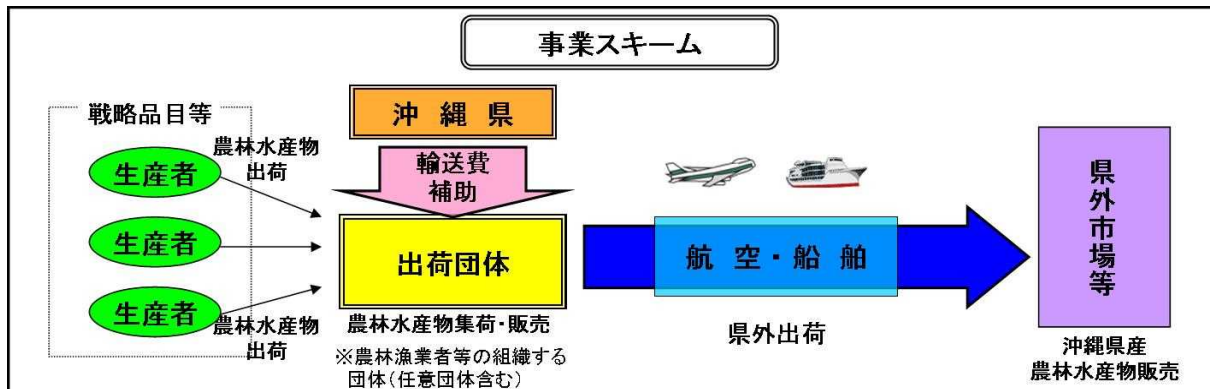 事業スキーム
戦略品目等
生産者
生産者
生産者
農林水産物
出荷
農林水産物
出荷
沖縄県
輸送費
補助
出荷団体
農林水産物集荷・販売
※農林漁業者等の組織する
団体(任意団体含む)
航空・船舶
県外出荷
県外市場等
沖縄県産
農林水産物販売